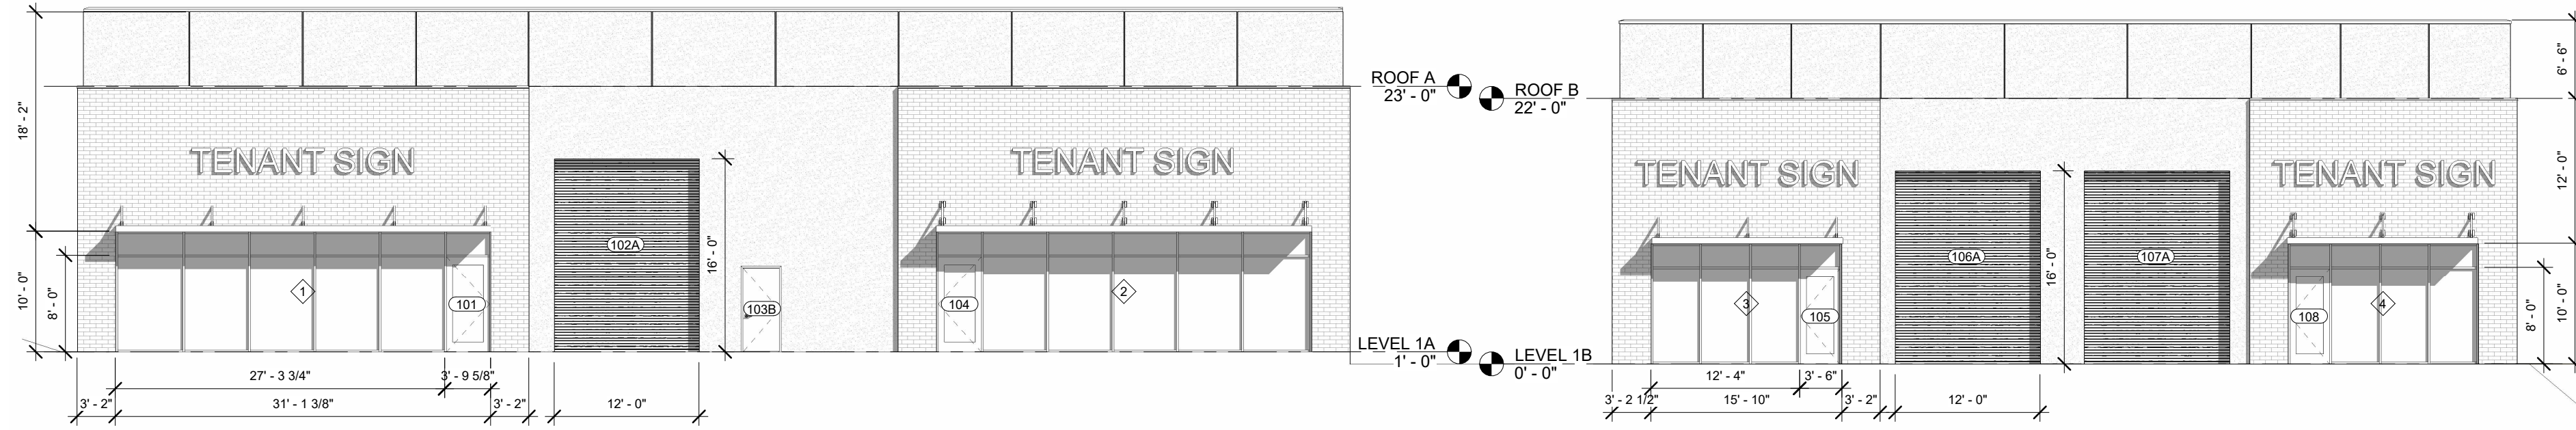 18' - 2"
10' - 0"
8' - 0"
TENANT SIGN
1
101
102A
16' - 0"
103B
TENANT SIGN
104
2
27' - 3 3/4"
3' - 9 5/8"
3' - 2"
31' - 1 3/8"
3' - 2"
12' - 0"
ROOF A
23' - 0"
ROOF B
22' - 0"
LEVEL 1A
1' - 0"
LEVEL 1B
0' - 0"
TENANT SIGN
3
105
106A
16' - 0"
107A
TENANT SIGN
108
4
6' - 6"
12' - 0"
10' - 0"
8' - 0"
12' - 4"
3' - 6"
3' - 2 1/2"
15' - 10"
3' - 2"
12' - 0"